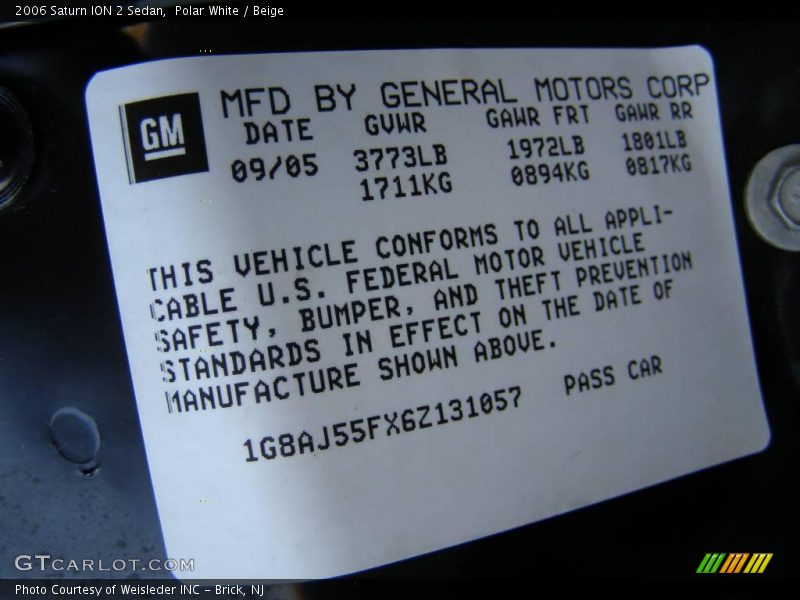 2006 Saturn ION 2 Sedan,  Polar White / Beige
GM
MFD BY GENERAL MOTORS CORP
DATE GVWR GAWR FRT GAWR RR
09/05 3773LB 1972LB 1801LB
1711KG 0894KG 0817KG
THIS VEHICLE CONFORMS TO ALL APPLI-
CABLE U.S. FEDERAL MOTOR VEHICLE
SAFETY, BUMPER, AND THEFT PREVENTION
STANDARDS IN EFFECT ON THE DATE OF
MANUFACTURE SHOWN ABOVE.
1G8AJ55FX6Z131057 PASS CAR
GTCARLOT.COM
Photo Courtesy of Weisleder INC - Brick, NJ